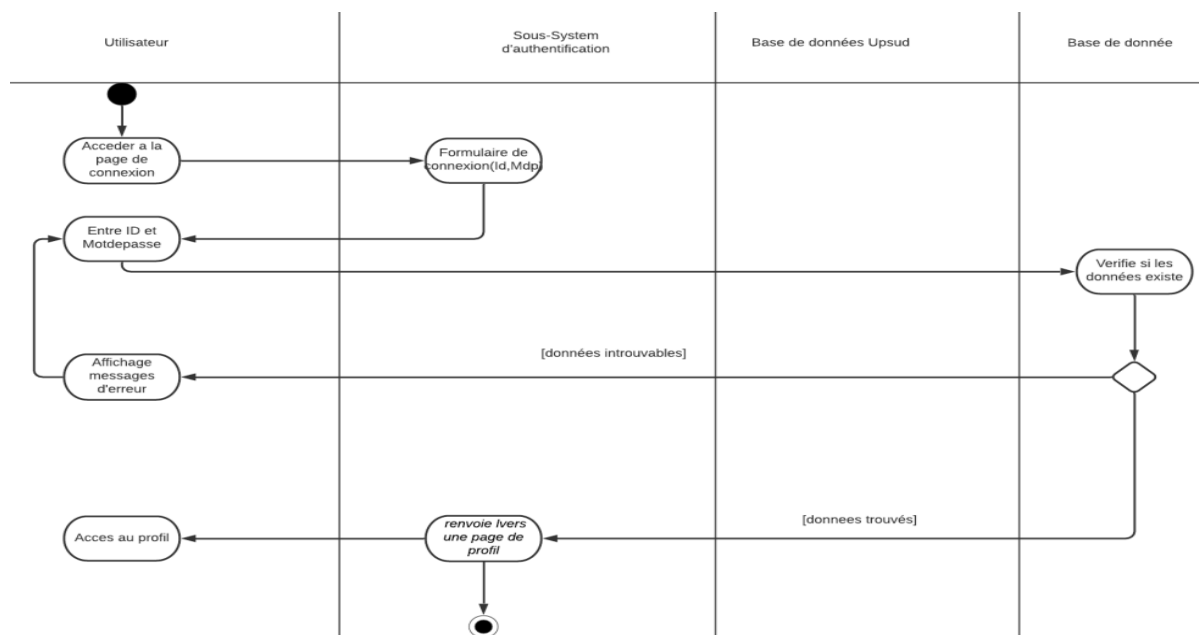 Utilisateur
Sous-System
d'authentification
Base de données Upsud
Base de donnée
Acceder a la
page de
connexion
Formulaire de
connexion(Id,Mdp)
Entre ID et
Motdepasse
Verifie si les
données existe
[données introuvables]
Affichage
messages
d'erreur
[donnees trouvés]
Acces au profil
renvoie lvers
une page de
profil